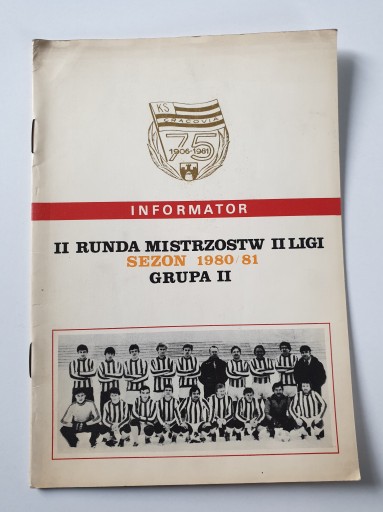 KS
CRACOVIA
75
1906-1981
INFORMATOR
II RUNDA MISTRZOSTW II LIGI
SEZON 1980/81
GRUPA II